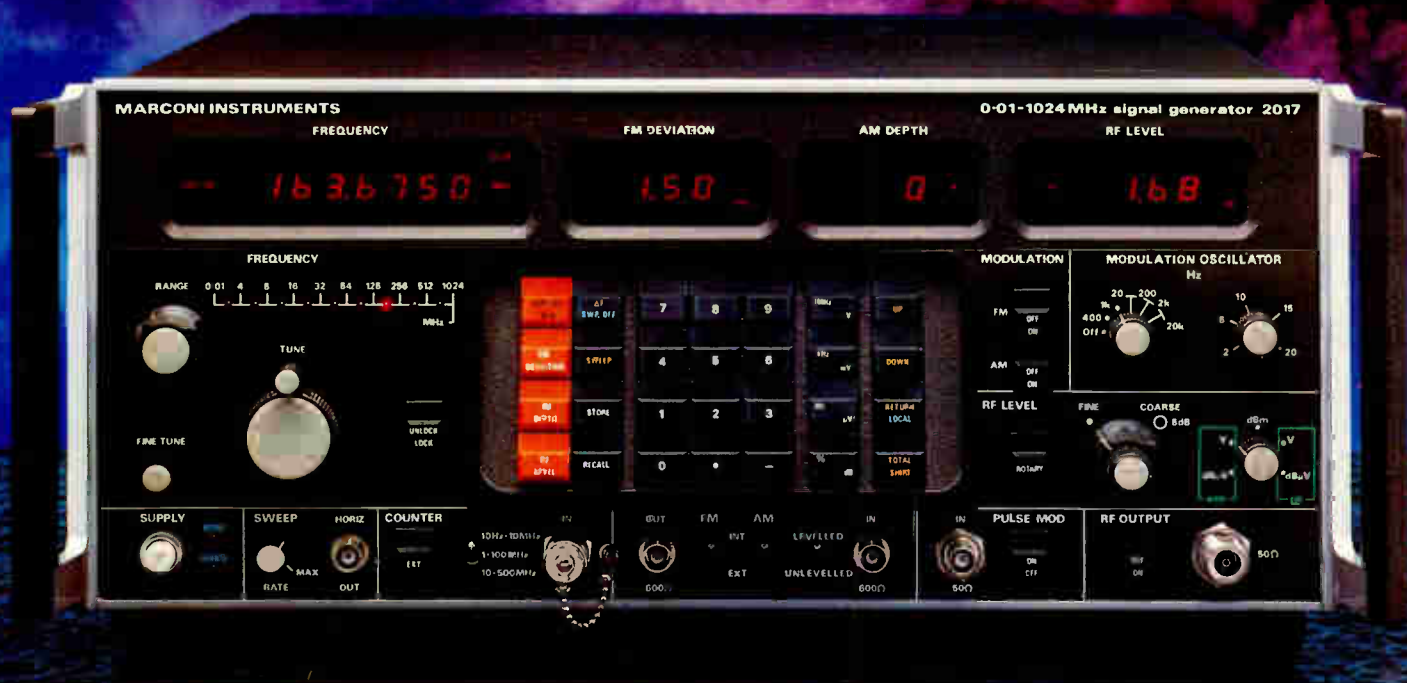 MARCONI INSTRUMENTS
0·01-1024 MHz signal generator 2017
FREQUENCY
FM DEVIATION
AM DEPTH
RF LEVEL
163.6750
1.50
0
1.68
FREQUENCY
RANGE
0·01 4 8 16 32 64 128 256 512 1024
MHz
TUNE
FINE TUNE
UNLOCK
LOCK
SWEEP
STORE
RECALL
7 8 9
4 5 6
1 2 3
0 • –
V
mV
µV
%
dB
UP
DOWN
RETURN
LOCAL
TOTAL
SHIFT
MODULATION
FM
OFF
ON
AM
OFF
ON
MODULATION OSCILLATOR
Hz
20 200
1k 2k
400 20k
Off
10
15
2 20
RF LEVEL
ROTARY
FINE
COARSE
8dB
dBm
V
V
dBµV
SUPPLY
SWEEP
RATE
MAX
HORIZ
OUT
COUNTER
EXT
10Hz-10MHz
1-100MHz
10-500MHz
IN
OUT
600Ω
FM AM
INT
EXT
LEVELLED
UNLEVELLED
IN
600Ω
IN
50Ω
PULSE MOD
ON
OFF
RF OUTPUT
ON
50Ω